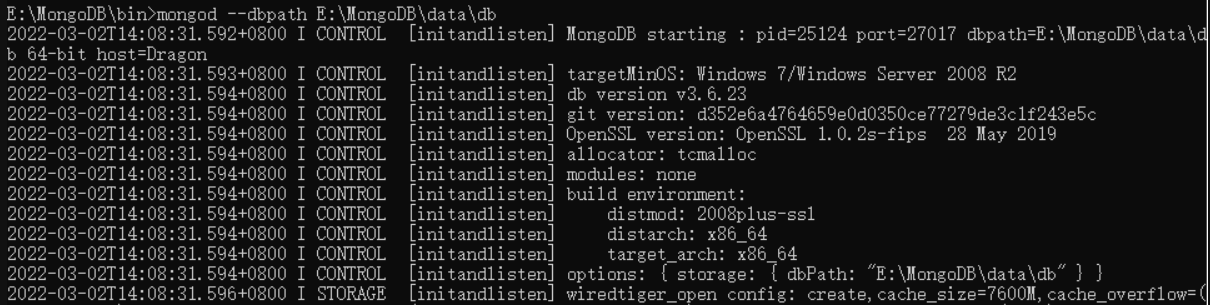 E:\MongoDB\bin>mongod --dbpath E:\MongoDB\data\db
2022-03-02T14:08:31.592+0800 I CONTROL  [initandlisten] MongoDB starting : pid=25124 port=27017 dbpath=E:\MongoDB\data\d
b 64-bit host=Dragon
2022-03-02T14:08:31.593+0800 I CONTROL  [initandlisten] targetMinOS: Windows 7/Windows Server 2008 R2
2022-03-02T14:08:31.594+0800 I CONTROL  [initandlisten] db version v3.6.23
2022-03-02T14:08:31.594+0800 I CONTROL  [initandlisten] git version: d352e6a4764659e0d0350ce77279de3c1f243e5c
2022-03-02T14:08:31.594+0800 I CONTROL  [initandlisten] OpenSSL version: OpenSSL 1.0.2s-fips  28 May 2019
2022-03-02T14:08:31.594+0800 I CONTROL  [initandlisten] allocator: tcmalloc
2022-03-02T14:08:31.594+0800 I CONTROL  [initandlisten] modules: none
2022-03-02T14:08:31.594+0800 I CONTROL  [initandlisten] build environment:
2022-03-02T14:08:31.594+0800 I CONTROL  [initandlisten]     distmod: 2008plus-ssl
2022-03-02T14:08:31.594+0800 I CONTROL  [initandlisten]     distarch: x86_64
2022-03-02T14:08:31.594+0800 I CONTROL  [initandlisten]     target_arch: x86_64
2022-03-02T14:08:31.594+0800 I CONTROL  [initandlisten] options: { storage: { dbPath: "E:\MongoDB\data\db" } }
2022-03-02T14:08:31.596+0800 I STORAGE  [initandlisten] wiredtiger_open config: create,cache_size=7600M,cache_overflow=(